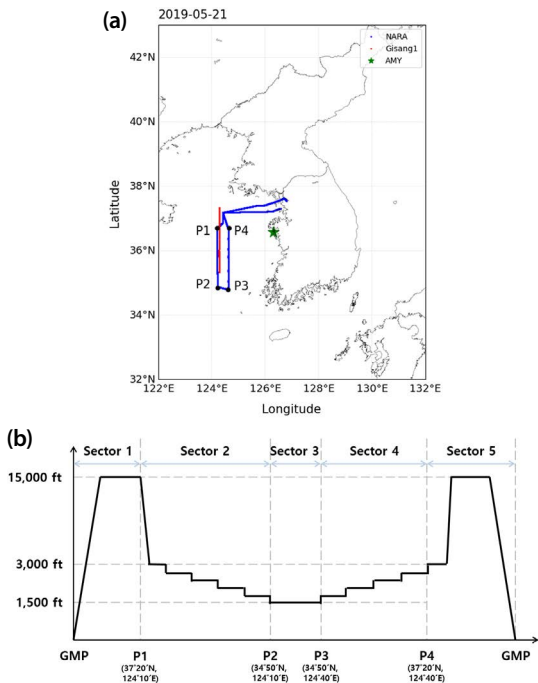 (a)
2019-05-21
NARA
Gisang1
AMY
42°N
40°N
38°N
36°N
34°N
32°N
Latitude
P1
P4
P2
P3
122°E
124°E
126°E
128°E
130°E
132°E
Longitude
(b)
Sector 1
Sector 2
Sector 3
Sector 4
Sector 5
15,000 ft
3,000 ft
1,500 ft
GMP
P1
(37°20'N,
124°10'E)
P2
(34°50'N,
124°10'E)
P3
(34°50'N,
124°40'E)
P4
(37°20'N,
124°40'E)
GMP